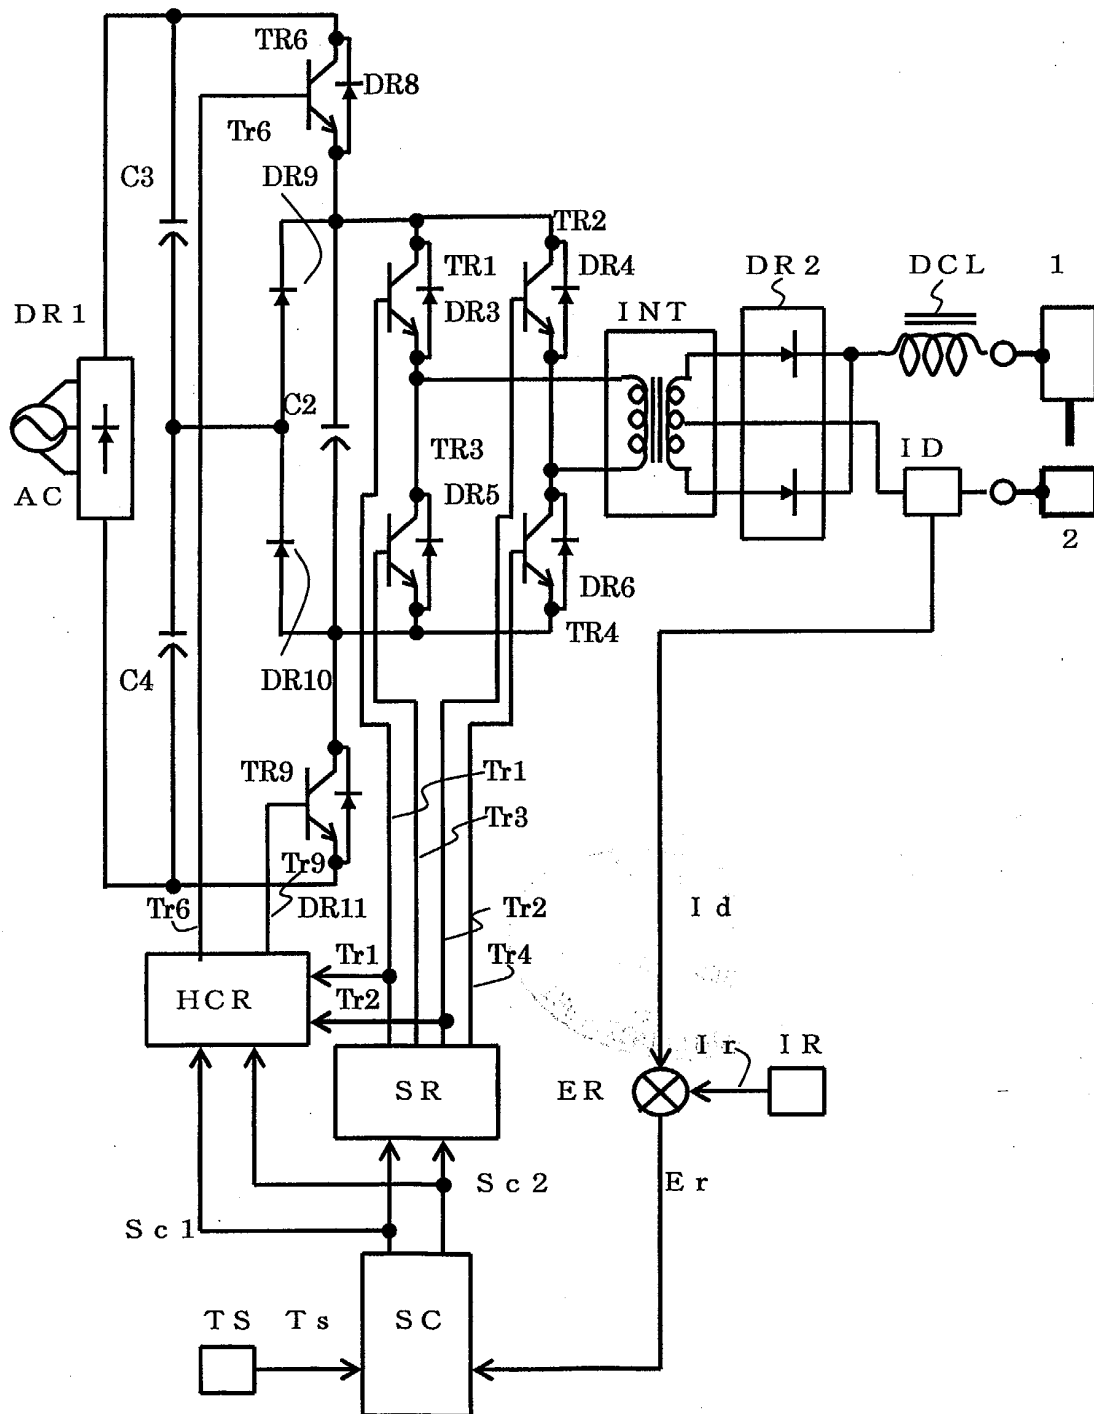 TR6
DR8
Tr6
C3
DR9
TR2
TR1
DR4
DR2
DCL
1
DR3
INT
DR1
C2
TR3
ID
AC
DR5
2
DR6
TR4
C4
DR10
TR9
Tr1
Tr3
Tr9
Tr6
DR11
Tr2
Id
Tr1
Tr4
HCR
Tr2
Ir
IR
SR
ER
Sc2
Er
Sc1
TS
Ts
SC